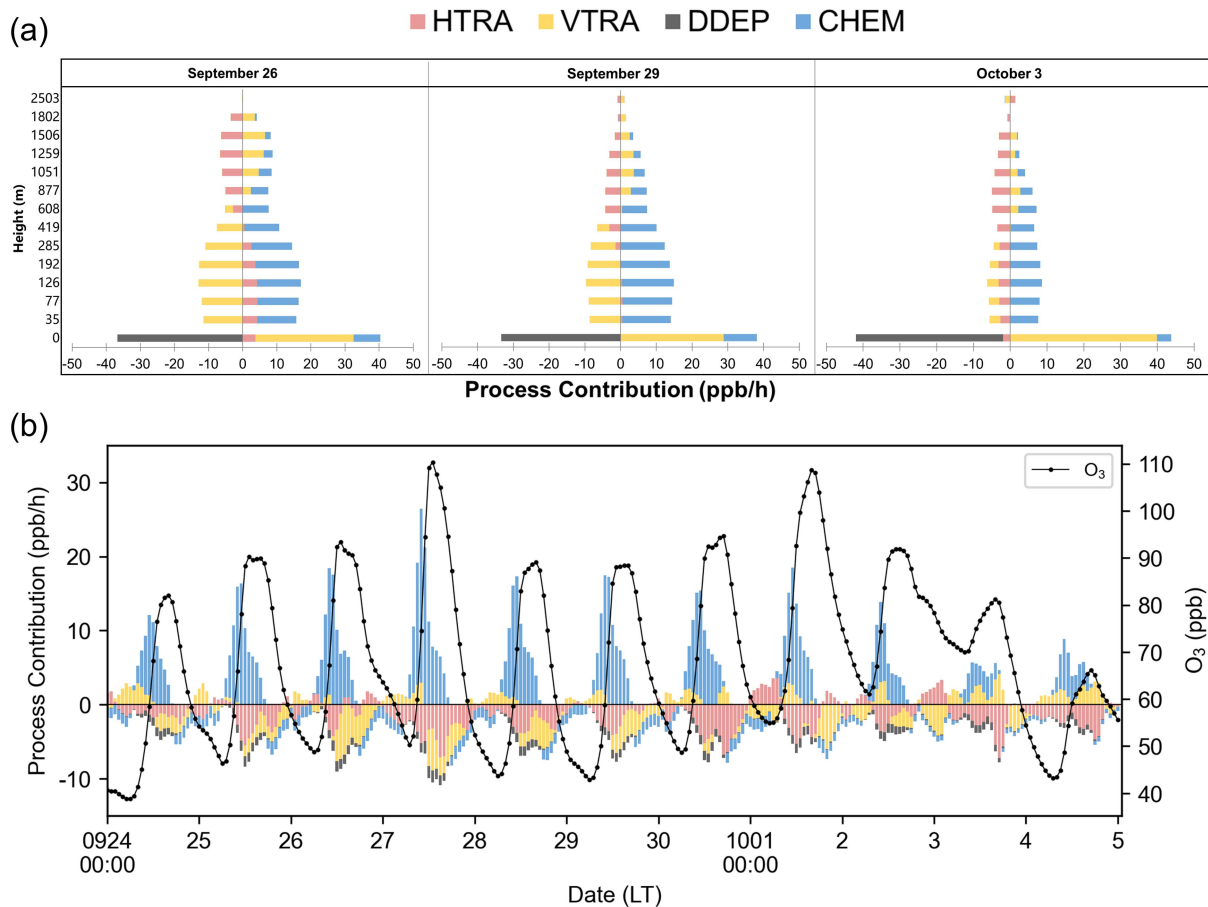 (a)
HTRA VTRA DDEP CHEM
September 26 September 29 October 3
Height (m)
2503
1802
1506
1259
1051
877
608
419
285
192
126
77
35
0
-50 -40 -30 -20 -10 0 10 20 30 40 50 -50 -40 -30 -20 -10 0 10 20 30 40 50 -50 -40 -30 -20 -10 0 10 20 30 40 50
Process Contribution (ppb/h)
(b)
Process Contribution (ppb/h)
30
20
10
0
-10
O₃
110
100
90
80
70
60
50
40
O₃ (ppb)
0924 25 26 27 28 29 30 1001 2 3 4 5
00:00 00:00
Date (LT)